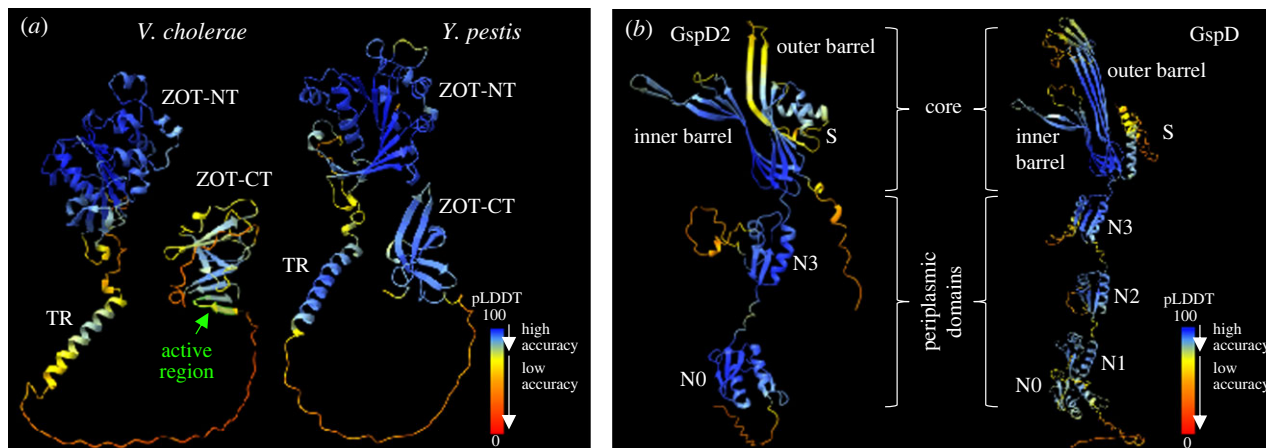 (a)
V. cholerae
Y. pestis
ZOT-NT
ZOT-NT
ZOT-CT
ZOT-CT
TR
TR
active
region
pLDDT
100
high
accuracy
low
accuracy
0
(b)
GspD2
outer barrel
inner barrel
S
N3
N0
core
periplasmic
domains
GspD
outer barrel
inner
barrel
S
N3
N2
N1
N0
pLDDT
100
high
accuracy
low
accuracy
0